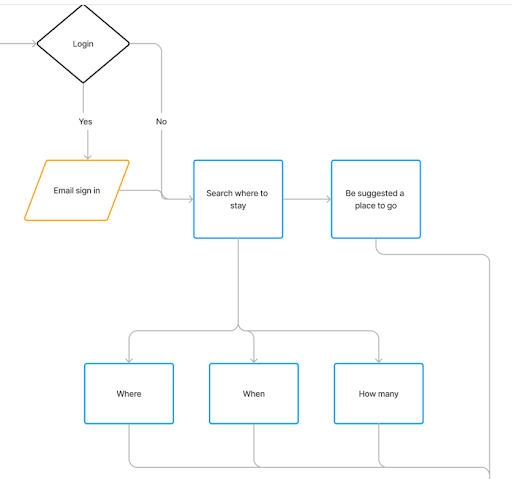 Login
Yes
No
Email sign in
Search where to
stay
Be suggested a
place to go
Where
When
How many